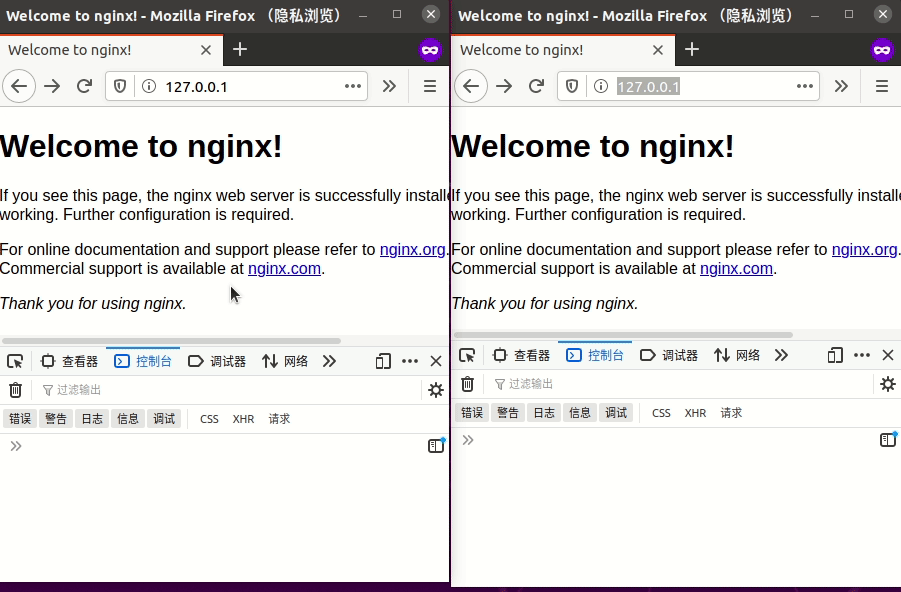 Welcome to nginx! - Mozilla Firefox （隐私浏览）
Welcome to nginx!
127.0.0.1
Welcome to nginx!
If you see this page, the nginx web server is successfully installe
working. Further configuration is required.
For online documentation and support please refer to nginx.org.
Commercial support is available at nginx.com.
Thank you for using nginx.
查看器 控制台 调试器 网络
过滤输出
错误 警告 日志 信息 调试 CSS XHR 请求
Welcome to nginx! - Mozilla Firefox （隐私浏览）
Welcome to nginx!
127.0.0.1
Welcome to nginx!
If you see this page, the nginx web server is successfully installe
working. Further configuration is required.
For online documentation and support please refer to nginx.org.
Commercial support is available at nginx.com.
Thank you for using nginx.
查看器 控制台 调试器 网络
过滤输出
错误 警告 日志 信息 调试 CSS XHR 请求